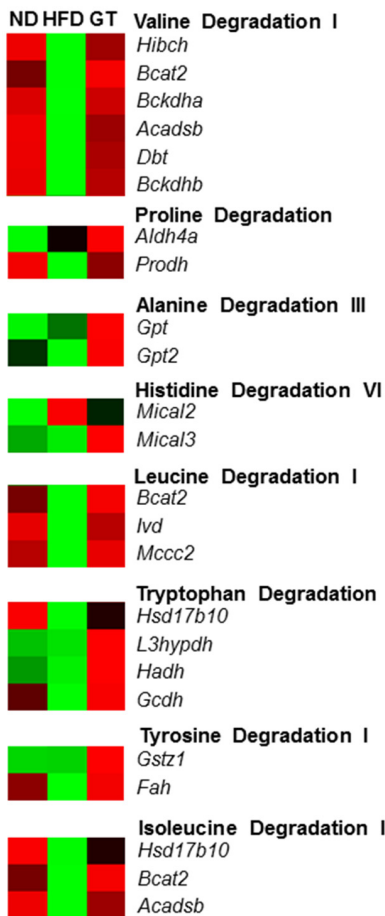 ND HFD GT Valine Degradation I
Hibch
Bcat2
Bckdha
Acadsb
Dbt
Bckdhb
Proline Degradation
Aldh4a
Prodh
Alanine Degradation III
Gpt
Gpt2
Histidine Degradation VI
Mical2
Mical3
Leucine Degradation I
Bcat2
Ivd
Mccc2
Tryptophan Degradation
Hsd17b10
L3hypdh
Hadh
Gcdh
Tyrosine Degradation I
Gstz1
Fah
Isoleucine Degradation I
Hsd17b10
Bcat2
Acadsb